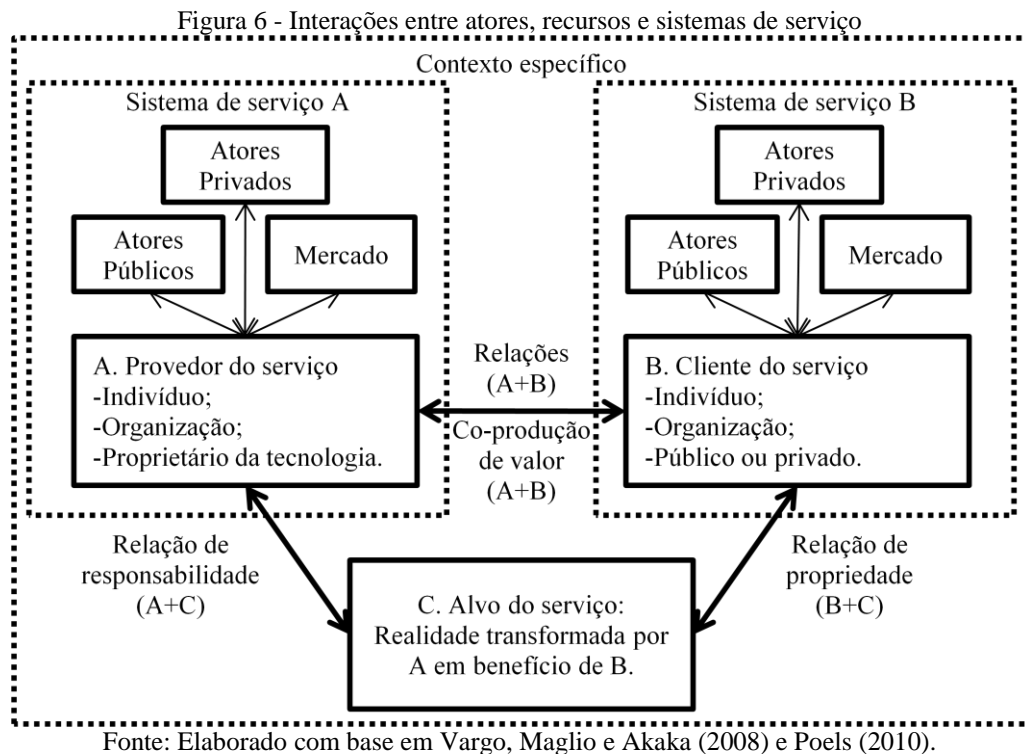 Figura 6 - Interações entre atores, recursos e sistemas de serviço
Contexto específico
Sistema de serviço A
Atores
Privados
Atores
Públicos
Mercado
A. Provedor do serviço
-Indivíduo;
-Organização;
-Proprietário da tecnologia.
Relações
(A+B)
Co-produção
de valor
(A+B)
Sistema de serviço B
Atores
Privados
Atores
Públicos
Mercado
B. Cliente do serviço
-Indivíduo;
-Organização;
-Público ou privado.
Relação de
responsabilidade
(A+C)
C. Alvo do serviço:
Realidade transformada por
A em benefício de B.
Relação de
propriedade
(B+C)
Fonte: Elaborado com base em Vargo, Maglio e Akaka (2008) e Poels (2010).